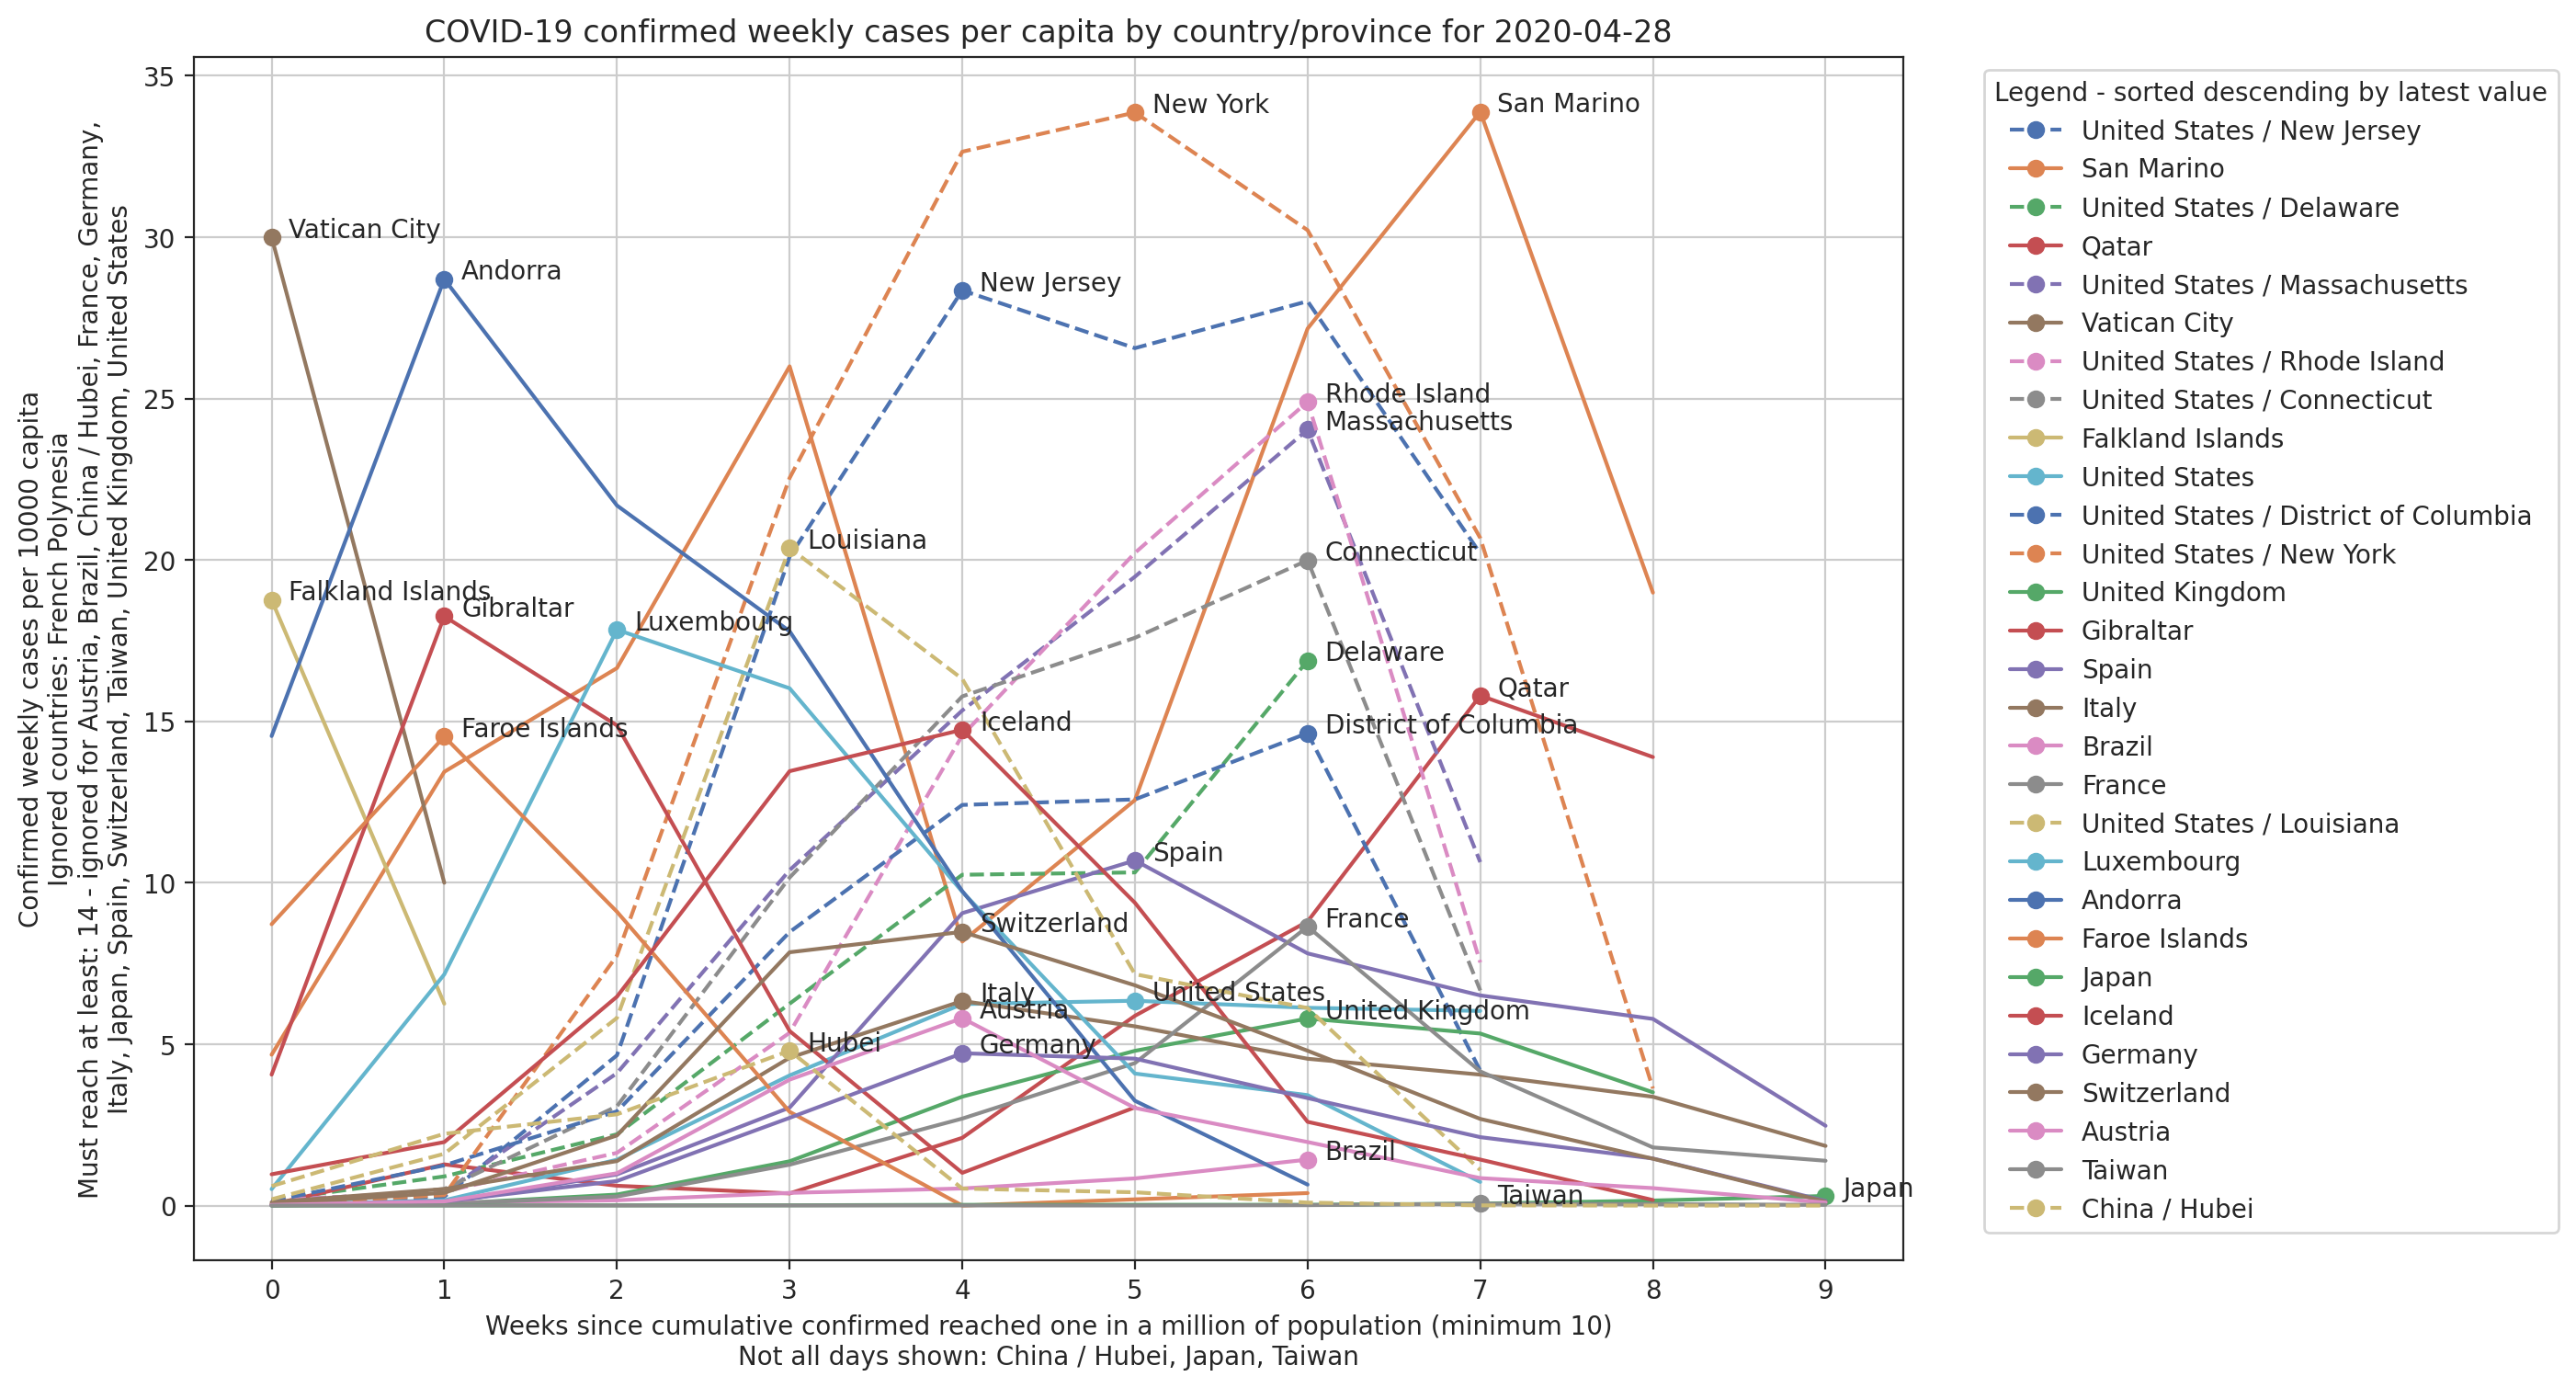 COVID-19 confirmed weekly cases per capita by country/province for 2020-04-28
Confirmed weekly cases per 10000 capita
Ignored countries: French Polynesia
Must reach at least: 14 - ignored for Austria, Brazil, China / Hubei, France, Germany,
Italy, Japan, Spain, Switzerland, Taiwan, United Kingdom, United States
35
30
25
20
15
10
5
0
New York
San Marino
Vatican City
Andorra
New Jersey
Rhode Island
Massachusetts
Louisiana
Connecticut
Falkland Islands
Gibraltar
Luxembourg
Delaware
Qatar
Faroe Islands
Iceland
District of Columbia
Spain
Switzerland
France
Italy
United States
Austria
United Kingdom
Hubei
Germany
Brazil
Taiwan
Japan
0 1 2 3 4 5 6 7 8 9
Weeks since cumulative confirmed reached one in a million of population (minimum 10)
Not all days shown: China / Hubei, Japan, Taiwan
Legend - sorted descending by latest value
United States / New Jersey
San Marino
United States / Delaware
Qatar
United States / Massachusetts
Vatican City
United States / Rhode Island
United States / Connecticut
Falkland Islands
United States
United States / District of Columbia
United States / New York
United Kingdom
Gibraltar
Spain
Italy
Brazil
France
United States / Louisiana
Luxembourg
Andorra
Faroe Islands
Japan
Iceland
Germany
Switzerland
Austria
Taiwan
China / Hubei